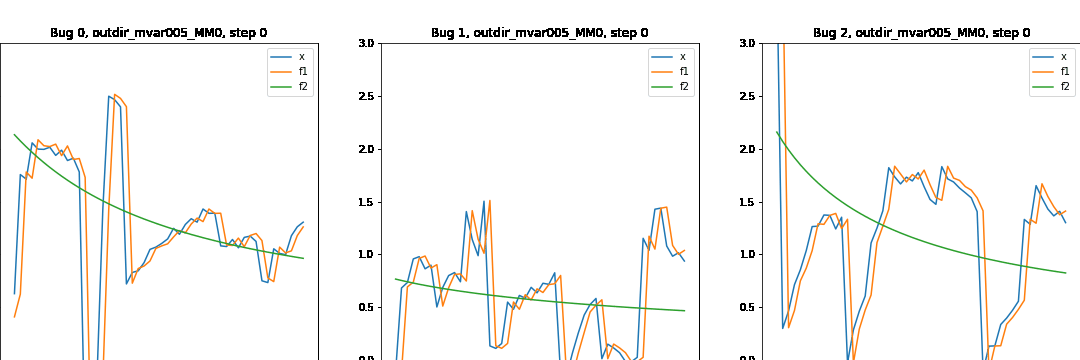 Bug 0, outdir_mvar005_MM0, step 0
x
f1
f2
Bug 1, outdir_mvar005_MM0, step 0
3.0
2.5
2.0
1.5
1.0
0.5
0.0
x
f1
f2
Bug 2, outdir_mvar005_MM0, step 0
3.0
2.5
2.0
1.5
1.0
0.5
0.0
x
f1
f2